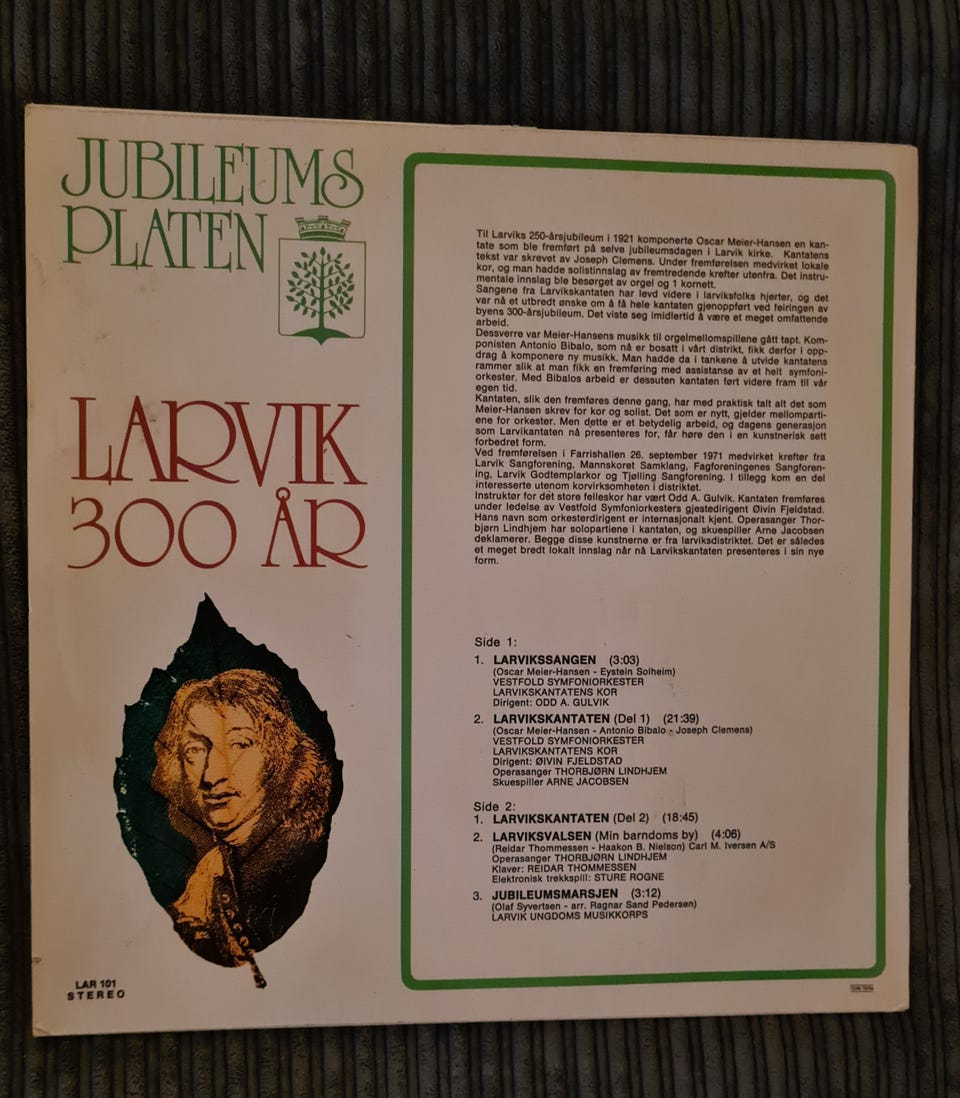 JUBILEUMS
PLATEN
LARVIK
300 ÅR
LAR 101
STEREO
Til Larviks 250-årsjubileum i 1921 komponerte Oscar Meier-Hansen en kan-
tate som ble fremført på selve jubileumsdagen i Larvik kirke. Kantatens
tekst var skrevet av Joseph Clemens. Under fremførelsen medvirket lokale
kor, og man hadde solistinnslag av fremtredende krefter utenfra. Det instru-
mentale innslag ble besørget av orgel og 1 kornett.
Sangene fra Larvikskantaten har levd videre i larviksfolks hjerter, og det
var nå et utbredt ønske om å få hele kantaten gjenoppført ved feiringen av
byens 300-årsjubileum. Det viste seg imidlertid å være et meget omfattende
arbeid.
Dessverre var Meier-Hansens musikk til orgelmellomspillene gått tapt. Kom-
ponisten Antonio Bibalo, som nå er bosatt i vårt distrikt, fikk derfor i opp-
drag å komponere ny musikk. Man hadde da i tankene å utvide kantatens
rammer slik at man fikk en fremføring med assistanse av et helt symfoni-
orkester. Med Bibalos arbeid er dessuten kantaten ført videre fram til vår
egen tid.
Kantaten, slik den fremføres denne gang, har med praktisk talt alt det som
Meier-Hansen skrev for kor og solist. Det som er nytt, gjelder mellomparti-
ene for orkester. Men dette er et betydelig arbeid, og dagens generasjon
som Larvikantaten nå presenteres for, får høre den i en kunstnerisk sett
forbedret form.
Ved fremførelsen i Farrishallen 26. september 1971 medvirket krefter fra
Larvik Sangforening, Mannskoret Samklang, Fagforeningenes Sangforen-
ing, Larvik Godtemplarkor og Tjølling Sangforening. I tillegg kom en del
interesserte utenom korvirksomheten i distriktet.
Instruktør for det store felleskor har vært Odd A. Gulvik. Kantaten fremføres
under ledelse av Vestfold Symfoniorkesters gjestedirigent Øivin Fjeldstad.
Hans navn som orkesterdirigent er internasjonalt kjent. Operasanger Thor-
bjørn Lindhjem har solopartiene i kantaten, og skuespiller Arne Jacobsen
deklamerer. Begge disse kunstnerne er fra larviksdistriktet. Det er således
et meget bredt lokalt innslag når nå Larvikskantaten presenteres i sin nye
form.
Side 1:
1. LARVIKSSANGEN (3:03)
(Oscar Meier-Hansen - Eystein Solheim)
VESTFOLD SYMFONIORKESTER
LARVIKSKANTATENS KOR
Dirigent: ODD A. GULVIK
2. LARVIKSKANTATEN (Del 1) (21:39)
(Oscar Meier-Hansen - Antonio Bibalo - Joseph Clemens)
VESTFOLD SYMFONIORKESTER
LARVIKSKANTATENS KOR
Dirigent: ØIVIN FJELDSTAD
Operasanger THORBJØRN LINDHJEM
Skuespiller ARNE JACOBSEN
Side 2:
1. LARVIKSKANTATEN (Del 2) (18:45)
2. LARVIKSVALSEN (Min barndoms by) (4:06)
(Reidar Thommessen - Haakon B. Nielson) Carl M. Iversen A/S
Operasanger THORBJØRN LINDHJEM
Klaver: REIDAR THOMMESSEN
Elektronisk trekkspill: STURE ROGNE
3. JUBILEUMSMARSJEN (3:12)
(Olaf Syvertsen - arr. Ragnar Sand Pedersen)
LARVIK UNGDOMS MUSIKKORPS